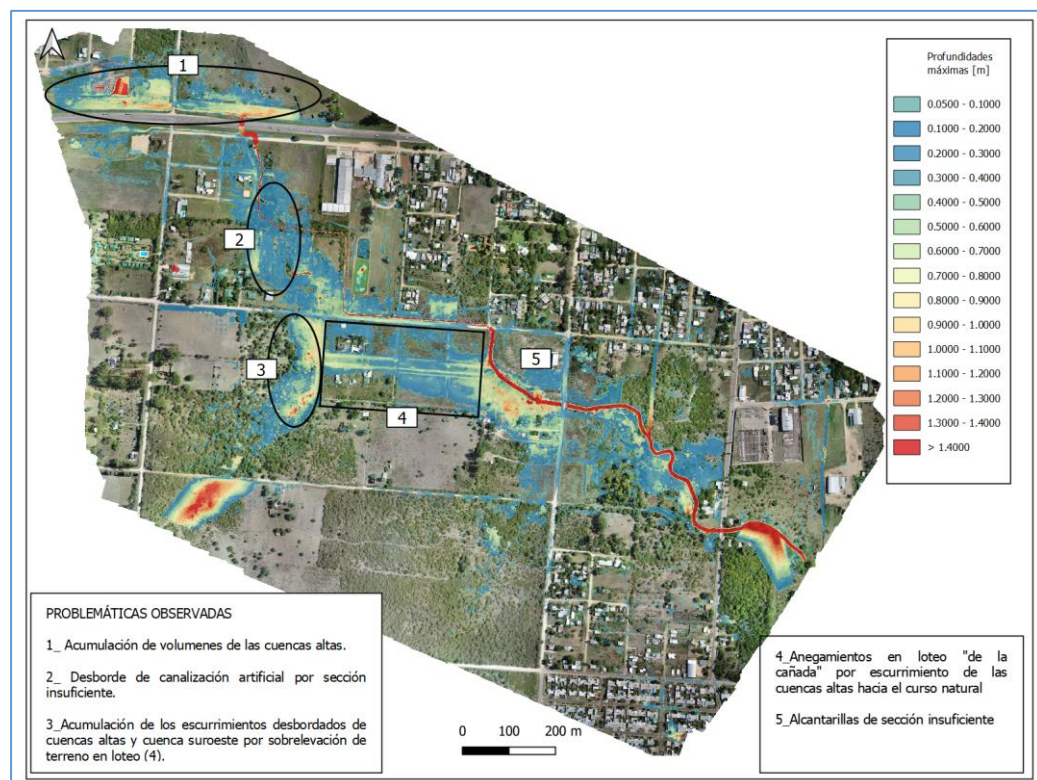 1
2
3
4
5
Profundidades
máximas [m]
0.0500 - 0.1000
0.1000 - 0.2000
0.2000 - 0.3000
0.3000 - 0.4000
0.4000 - 0.5000
0.5000 - 0.6000
0.6000 - 0.7000
0.7000 - 0.8000
0.8000 - 0.9000
0.9000 - 1.0000
1.0000 - 1.1000
1.1000 - 1.2000
1.2000 - 1.3000
1.3000 - 1.4000
> 1.4000
PROBLEMÁTICAS OBSERVADAS
1_ Acumulación de volumenes de las cuencas altas.
2_ Desborde de canalización artificial por sección
insuficiente.
3_Acumulación de los escurrimientos desbordados de
cuencas altas y cuenca suroeste por sobrelevación de
terreno en loteo (4).
0 100 200 m
4_Anegamientos en loteo "de la
cañada" por escurrimiento de las
cuencas altas hacia el curso natural
5_Alcantarillas de sección insuficiente